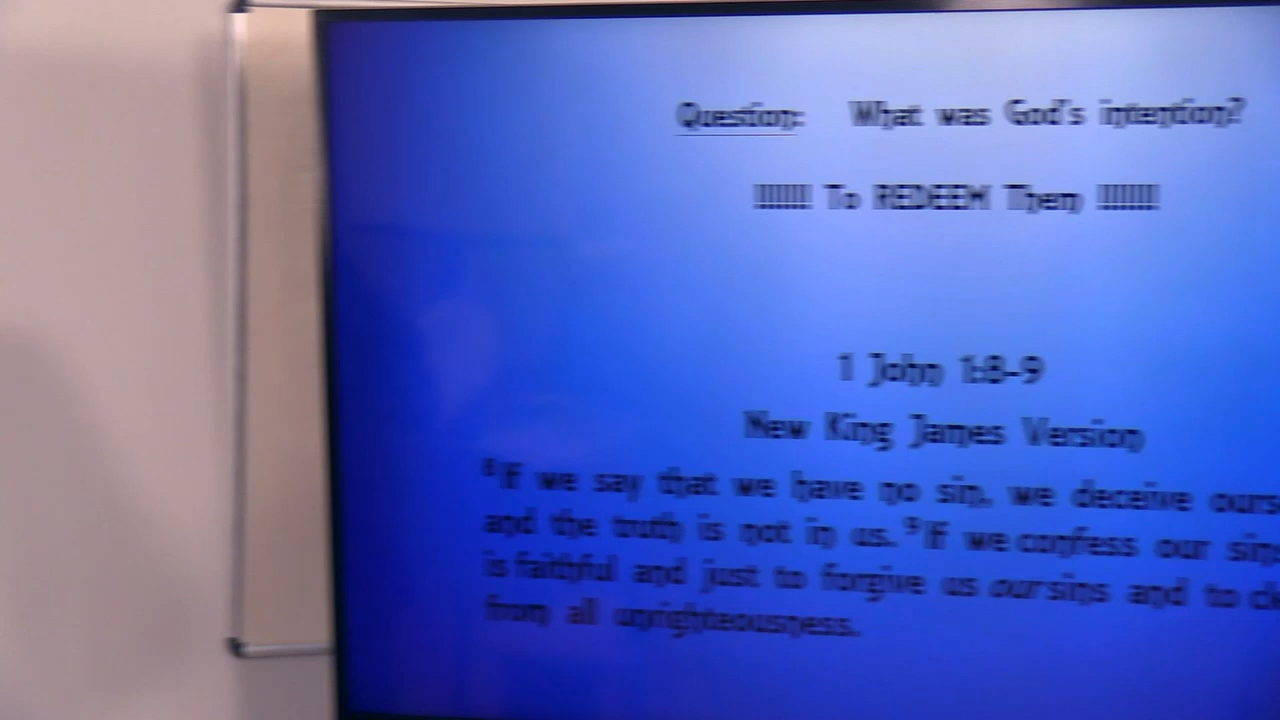 Question: What was God's intention?
!!!!!!! To REDEEM Them !!!!!!!
1 John 1:8-9
New King James Version
8 If we say that we have no sin, we deceive
and the truth is not in us. 9 If we confess our
is faithful and just to forgive us our sins and to
from all unrighteousness.